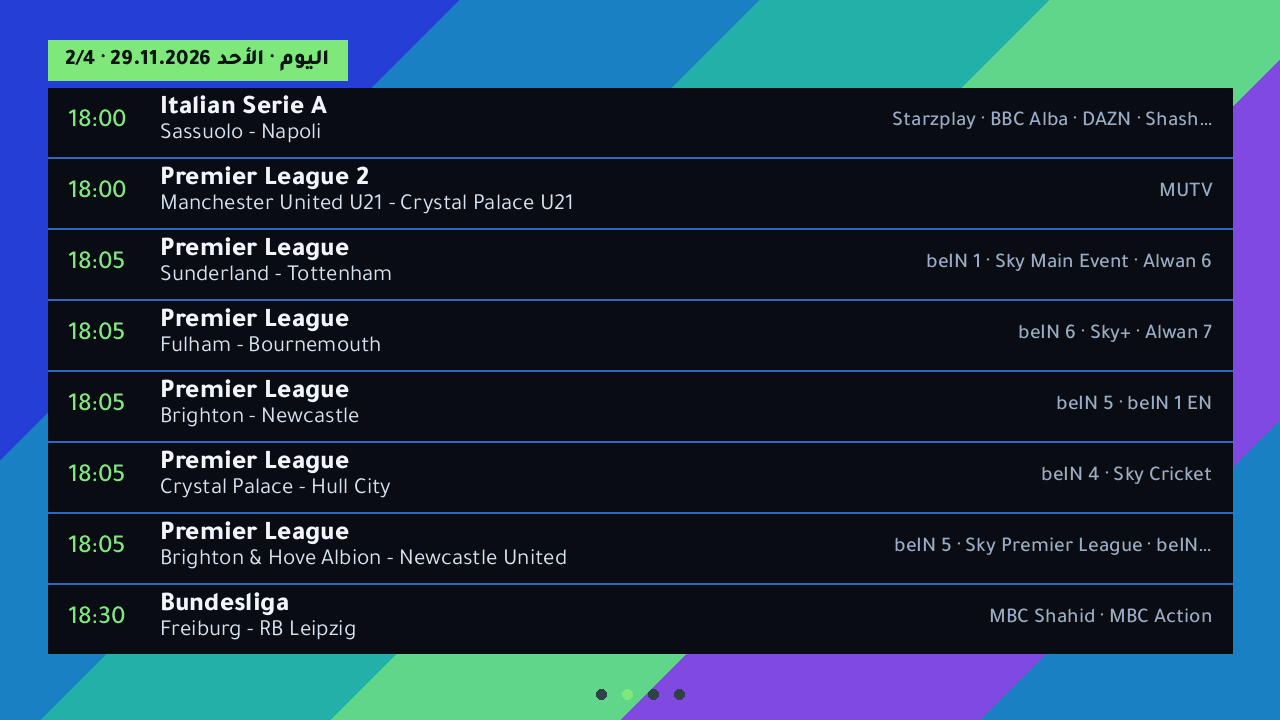 اليوم · الأحد 29.11.2026 · 2/4
18:00 Italian Serie A Starzplay · BBC Alba · DAZN · Shash...
Sassuolo - Napoli
18:00 Premier League 2 MUTV
Manchester United U21 - Crystal Palace U21
18:05 Premier League beIN 1 · Sky Main Event · Alwan 6
Sunderland - Tottenham
18:05 Premier League beIN 6 · Sky+ · Alwan 7
Fulham - Bournemouth
18:05 Premier League beIN 5 · beIN 1 EN
Brighton - Newcastle
18:05 Premier League beIN 4 · Sky Cricket
Crystal Palace - Hull City
18:05 Premier League beIN 5 · Sky Premier League · beIN...
Brighton & Hove Albion - Newcastle United
18:30 Bundesliga MBC Shahid · MBC Action
Freiburg - RB Leipzig